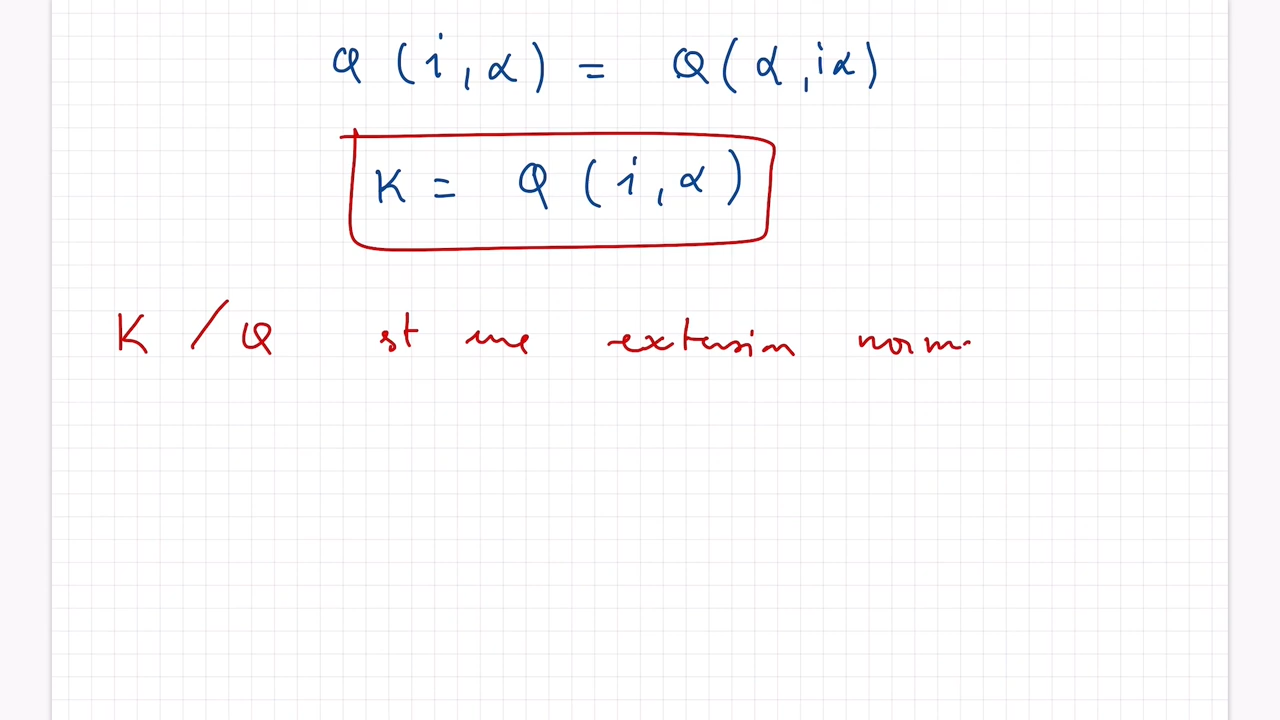 Q (i, α) = Q(α, iα)
K = Q (i, α)
K / Q est une extension norm